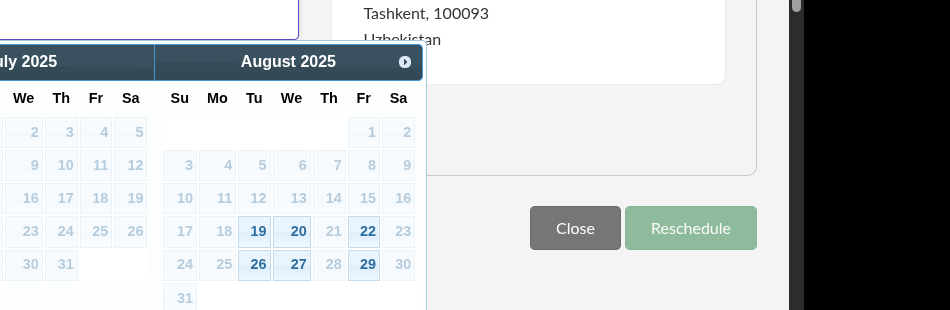 Tashkent, 100093
Uzbekistan
uly 2025 August 2025
We Th Fr Sa Su Mo Tu We Th Fr Sa
2 3 4 5 1 2
9 10 11 12 3 4 5 6 7 8 9
16 17 18 19 10 11 12 13 14 15 16
23 24 25 26 17 18 19 20 21 22 23
30 31 24 25 26 27 28 29 30
31
Close Reschedule